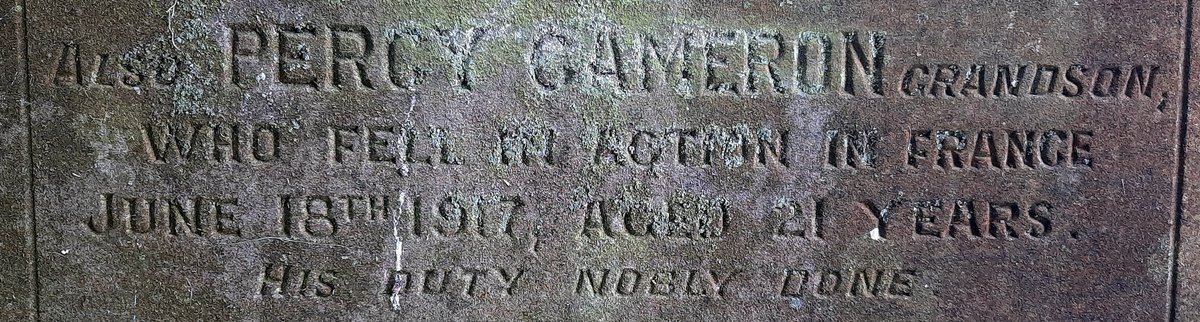 Also PERCY CAMERON GRANDSON,
WHO FELL IN ACTION IN FRANCE
JUNE 18TH 1917, AGED 21 YEARS.
HIS DUTY NOBLY DONE.